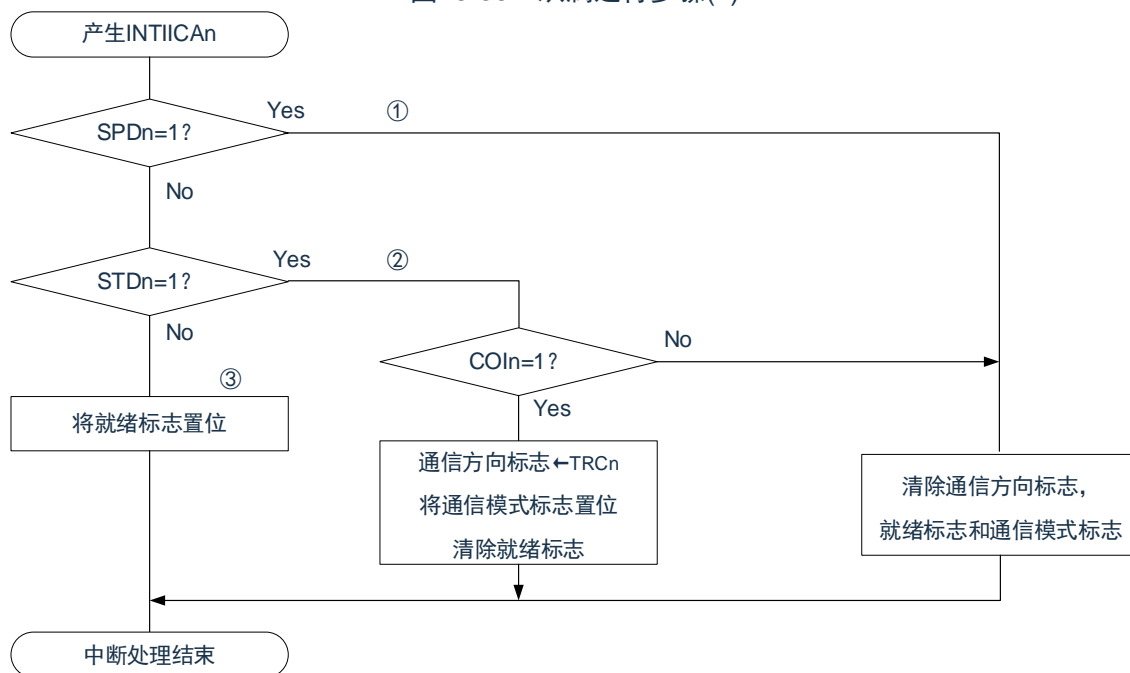 产生INTIICAn
Yes
①
SPDn=1?
No
Yes
②
STDn=1?
No
No
COIn=1?
③
Yes
将就绪标志置位
通信方向标志←TRCn
将通信模式标志置位
清除就绪标志
清除通信方向标志，
就绪标志和通信模式标志
中断处理结束